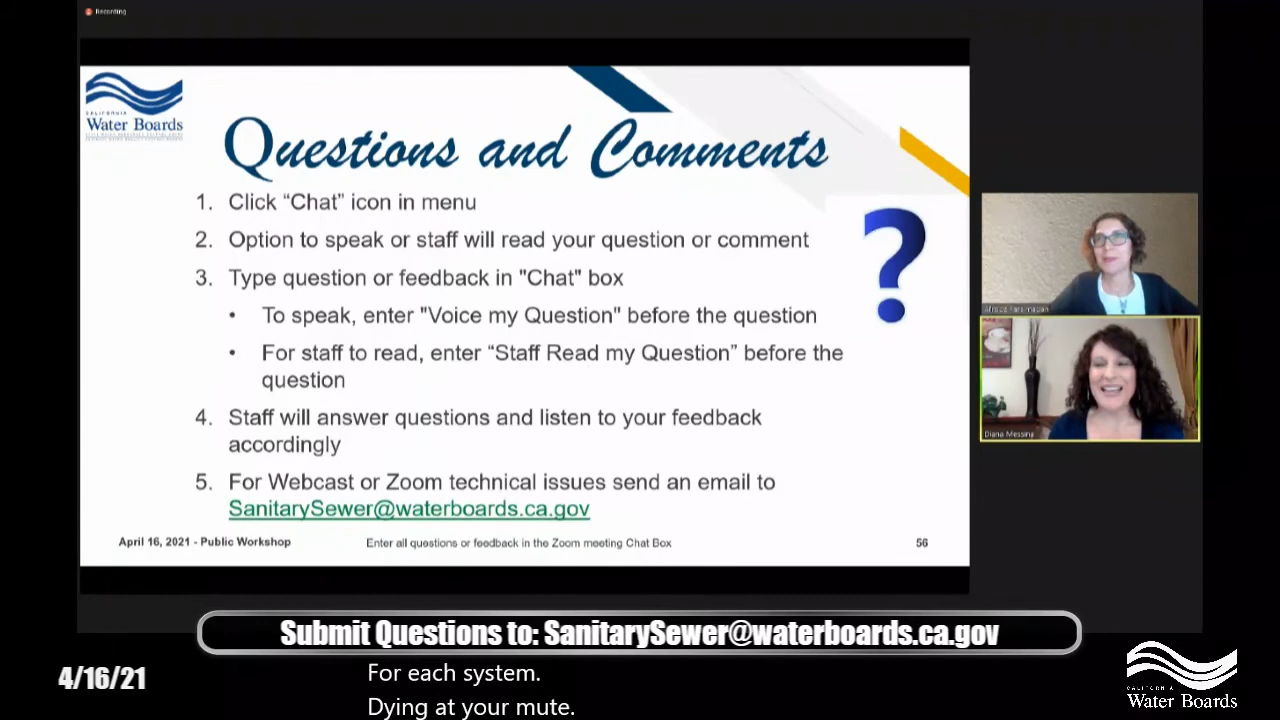 Recording
CALIFORNIA
Water Boards
Questions and Comments
1. Click “Chat” icon in menu
2. Option to speak or staff will read your question or comment
3. Type question or feedback in "Chat" box
• To speak, enter "Voice my Question" before the question
• For staff to read, enter “Staff Read my Question” before the
question
4. Staff will answer questions and listen to your feedback
accordingly
5. For Webcast or Zoom technical issues send an email to
SanitarySewer@waterboards.ca.gov
April 16, 2021 - Public Workshop
Enter all questions or feedback in the Zoom meeting Chat Box
56
Diana Messina
Submit Questions to: SanitarySewer@waterboards.ca.gov
4/16/21
For each system.
Dying at your mute.
CALIFORNIA
Water Boards